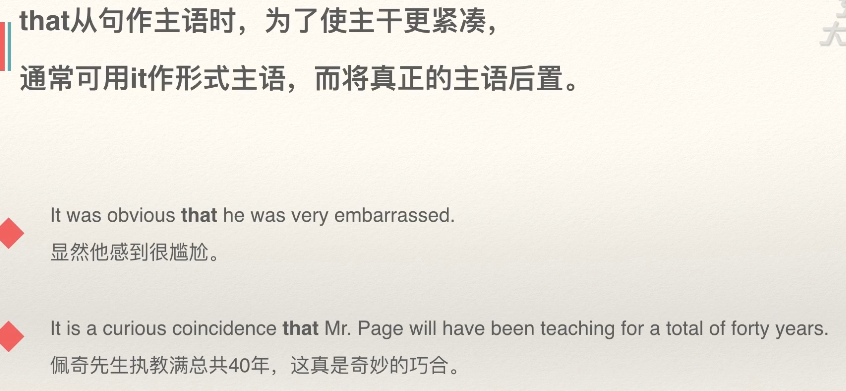 that从句作主语时，为了使主干更紧凑，
通常可用it作形式主语，而将真正的主语后置。
It was obvious that he was very embarrassed.
显然他感到很尴尬。
It is a curious coincidence that Mr. Page will have been teaching for a total of forty years.
佩奇先生执教满总共40年，这真是奇妙的巧合。